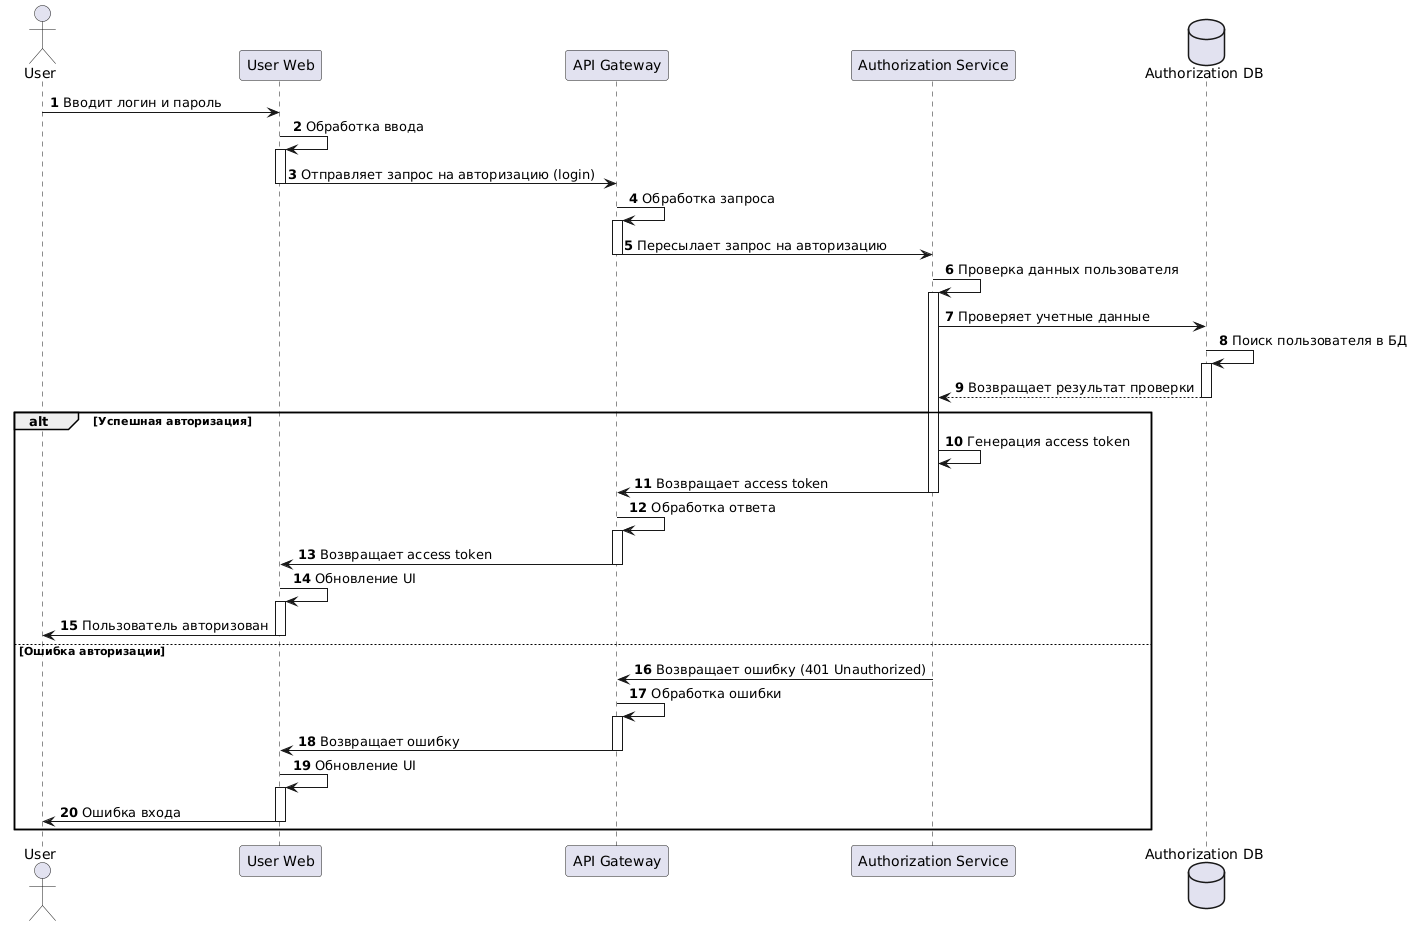 User
User Web
API Gateway
Authorization Service
Authorization DB
1 Вводит логин и пароль
2 Обработка ввода
3 Отправляет запрос на авторизацию (login)
4 Обработка запроса
5 Пересылает запрос на авторизацию
6 Проверка данных пользователя
7 Проверяет учетные данные
8 Поиск пользователя в БД
9 Возвращает результат проверки
alt [Успешная авторизация]
10 Генерация access token
11 Возвращает access token
12 Обработка ответа
13 Возвращает access token
14 Обновление UI
15 Пользователь авторизован
[Ошибка авторизации]
16 Возвращает ошибку (401 Unauthorized)
17 Обработка ошибки
18 Возвращает ошибку
19 Обновление UI
20 Ошибка входа
User
User Web
API Gateway
Authorization Service
Authorization DB